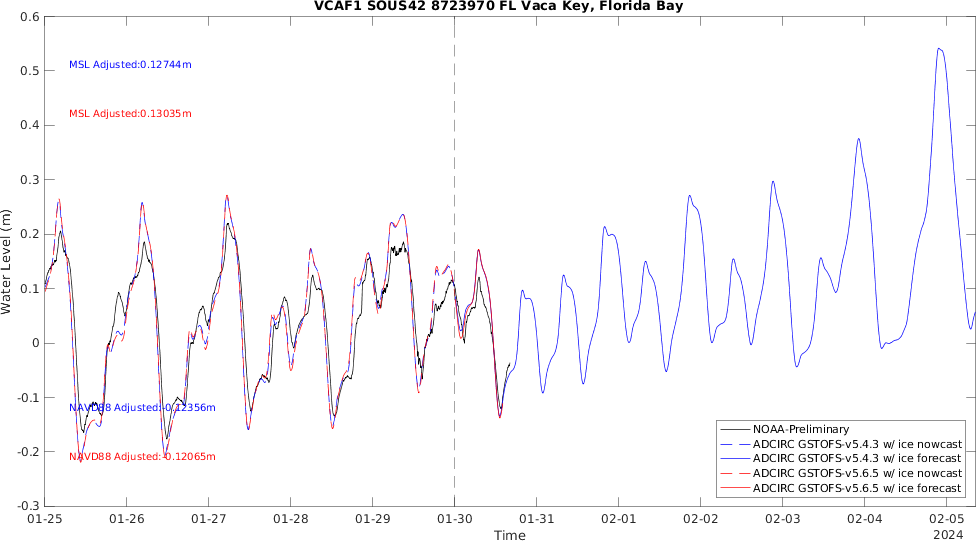 VCAF1 SOUS42 8723970 FL Vaca Key, Florida Bay
0.6
0.5
0.4
0.3
0.2
0.1
0
-0.1
-0.2
-0.3
Water Level (m)
MSL Adjusted:0.12744m
MSL Adjusted:0.13035m
NAVD88 Adjusted:-0.12356m
NAVD88 Adjusted:-0.12065m
NOAA-Preliminary
ADCIRC GSTOFS-v5.4.3 w/ ice nowcast
ADCIRC GSTOFS-v5.4.3 w/ ice forecast
ADCIRC GSTOFS-v5.6.5 w/ ice nowcast
ADCIRC GSTOFS-v5.6.5 w/ ice forecast
01-25 01-26 01-27 01-28 01-29 01-30 01-31 02-01 02-02 02-03 02-04 02-05
2024
Time